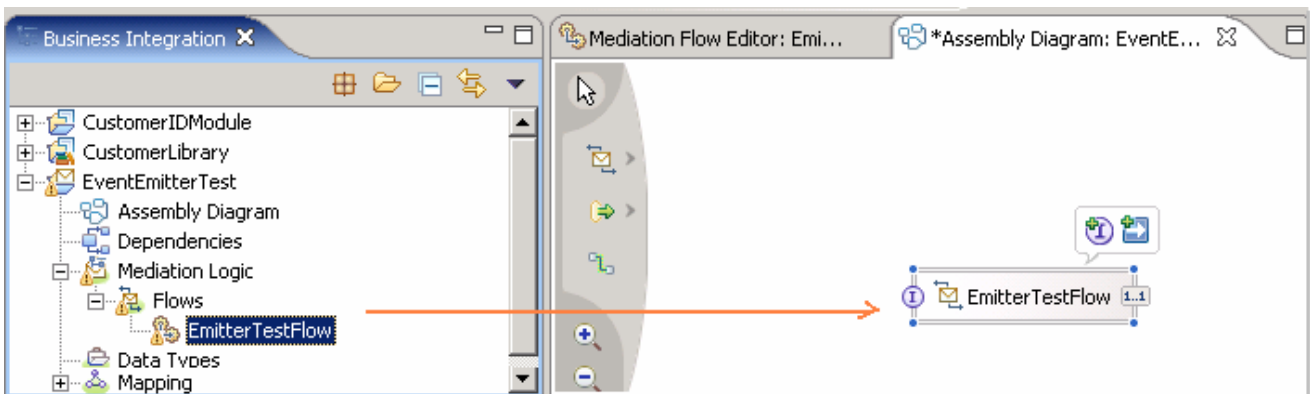 Business Integration
CustomerIDModule
CustomerLibrary
EventEmitterTest
Assembly Diagram
Dependencies
Mediation Logic
Flows
EmitterTestFlow
Data Types
Mapping
Mediation Flow Editor: Emi...
*Assembly Diagram: EventE...
I
I
EmitterTestFlow
1..1